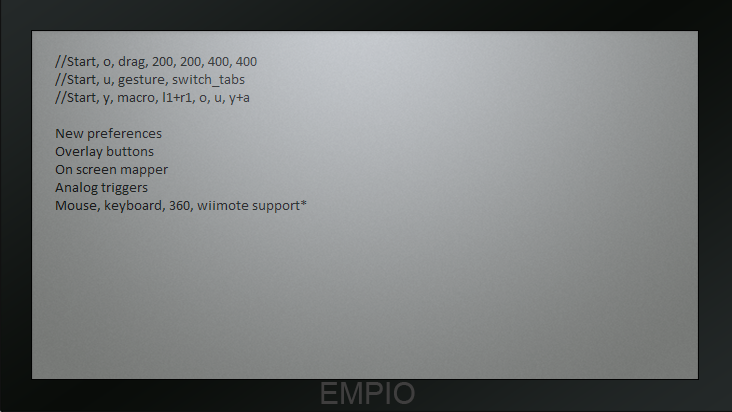 //Start, o, drag, 200, 200, 400, 400
//Start, u, gesture, switch_tabs
//Start, y, macro, l1+r1, o, u, y+a
New preferences
Overlay buttons
On screen mapper
Analog triggers
Mouse, keyboard, 360, wiimote support*
EMPIO